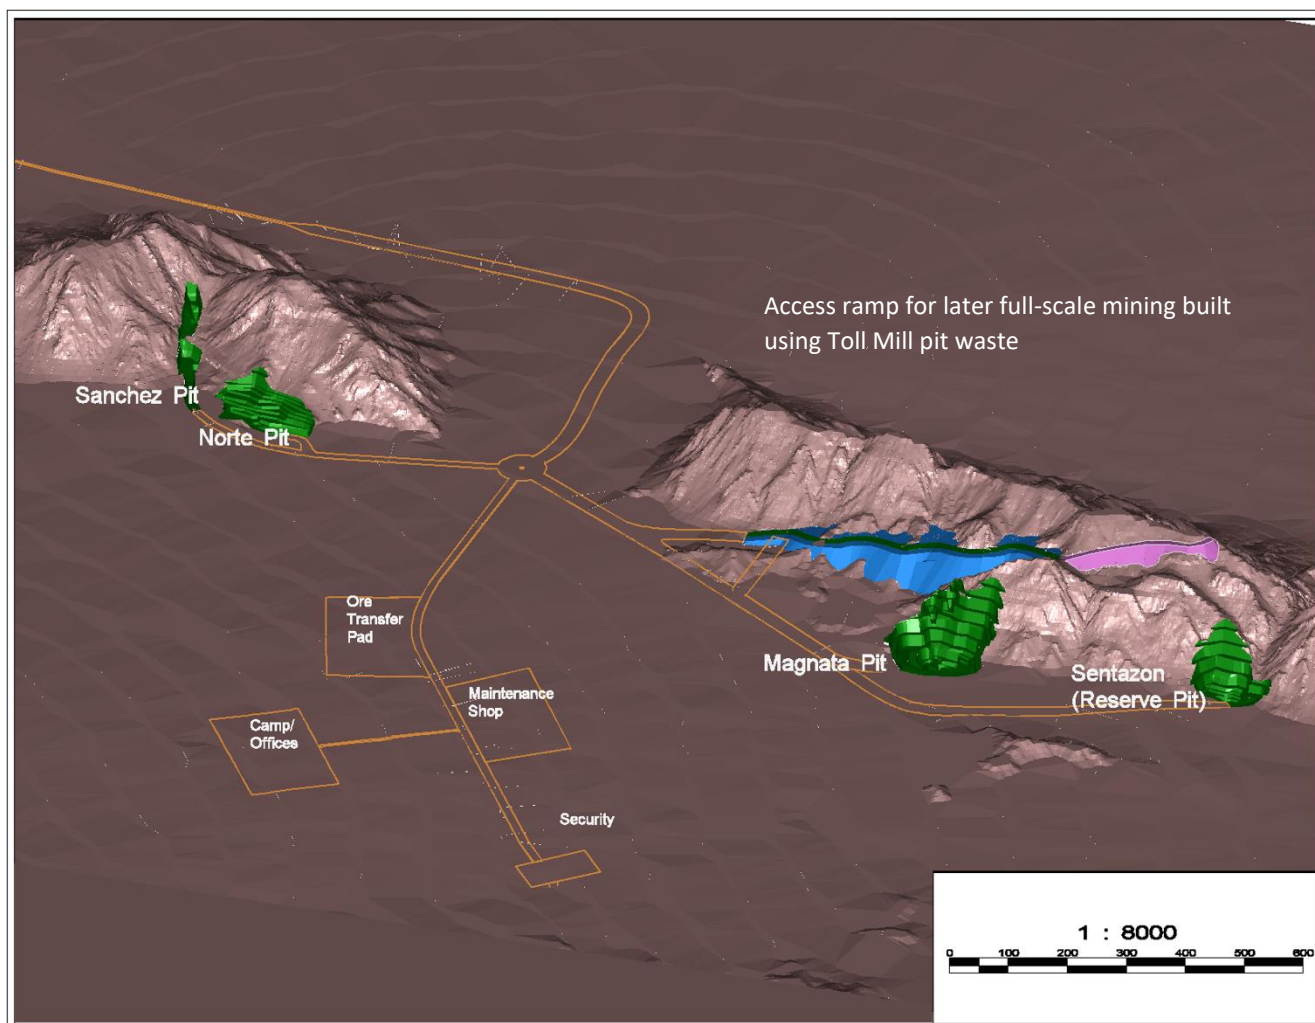 Access ramp for later full-scale mining built
using Toll Mill pit waste
Sanchez Pit
Norte Pit
Ore
Transfer
Pad
Magnata Pit
Sentazon
(Reserve Pit)
Maintenance
Shop
Camp/
Offices
Security
1 : 8000
0 100 200 300 400 500 600